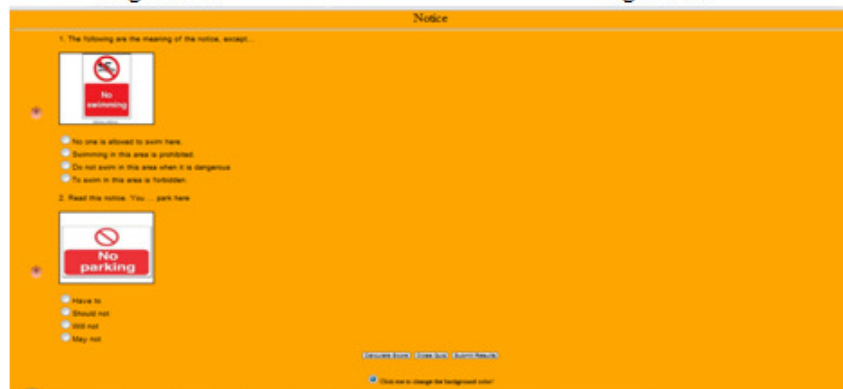 Notice
1. The following are the meaning of the notice, except...
No
swimming
No one is allowed to swim here.
Swimming in this area is prohibited.
Do not swim in this area when it is dangerous
To swim in this area is forbidden.
2. Read this notice. 'You ... park here
No
parking
Have to
Should not
Will not
May not
Calculate Score Close Quiz Submit Results
Click me to change the background color!